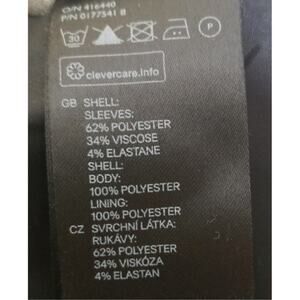 O/N 416440
P/N 0177541 B
30
P
clevercare.info
GB SHELL:
SLEEVES:
62% POLYESTER
34% VISCOSE
4% ELASTANE
SHELL:
BODY:
100% POLYESTER
LINING:
100% POLYESTER
CZ SVRCHNÍ LÁTKA:
RUKÁVY:
62% POLYESTER
34% VISKÓZA
4% ELASTAN